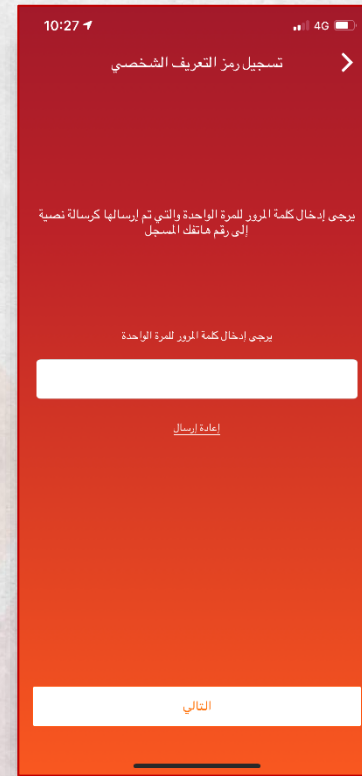 10:27 4G
تسجيل رمز التعريف الشخصي
يرجى إدخال كلمة المرور للمرة الواحدة والتي تم إرسالها كرسالة نصية
إلى رقم هاتفك المسجل
يرجى إدخال كلمة المرور للمرة الواحدة
إعادة إرسال
التالي